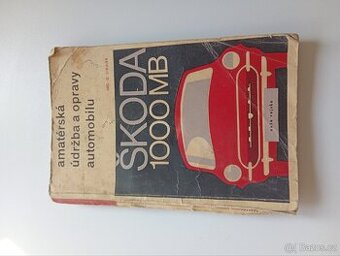 amatérská
údržba a opravy
automobilu
ŠKODA
1000 MB
Bazos.cz